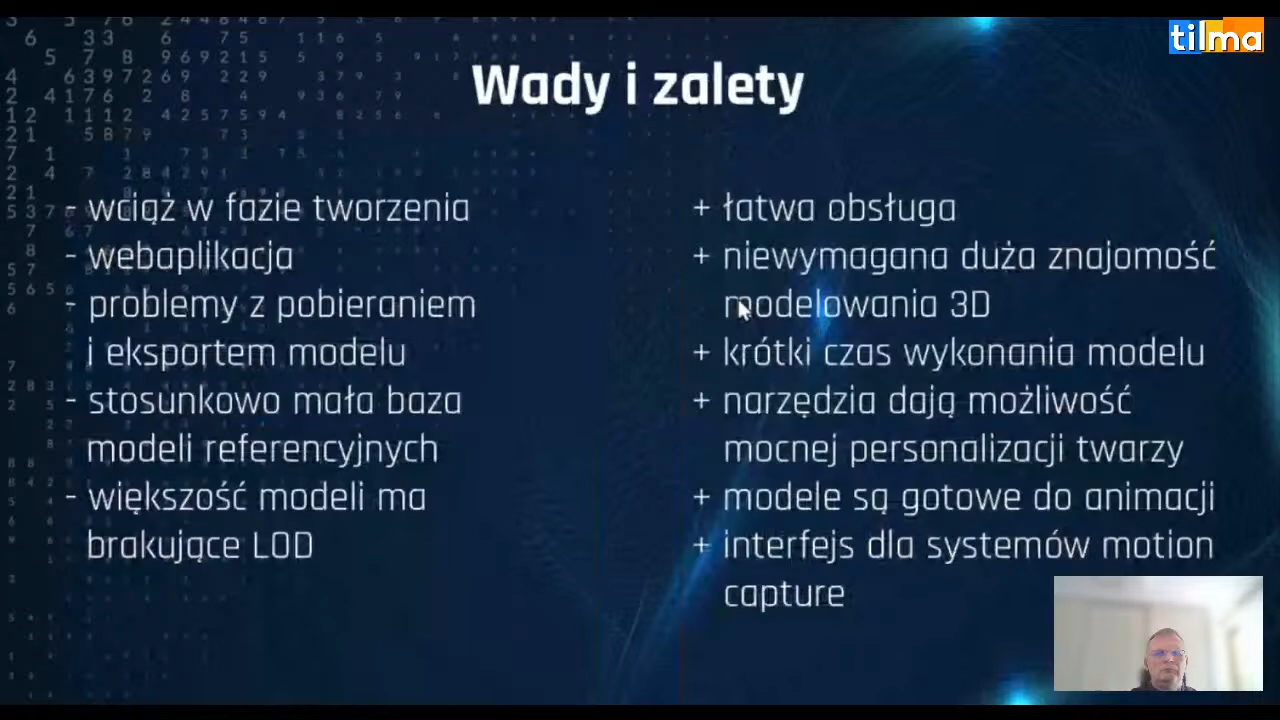 tilma
Wady i zalety
- wciąż w fazie tworzenia
- webaplikacja
- problemy z pobieraniem
i eksportem modelu
- stosunkowo mała baza
modeli referencyjnych
- większość modeli ma
brakujące LOD
+ łatwa obsługa
+ niewymagana duża znajomość
modelowania 3D
+ krótki czas wykonania modelu
+ narzędzia dają możliwość
mocnej personalizacji twarzy
+ modele są gotowe do animacji
+ interfejs dla systemów motion
capture